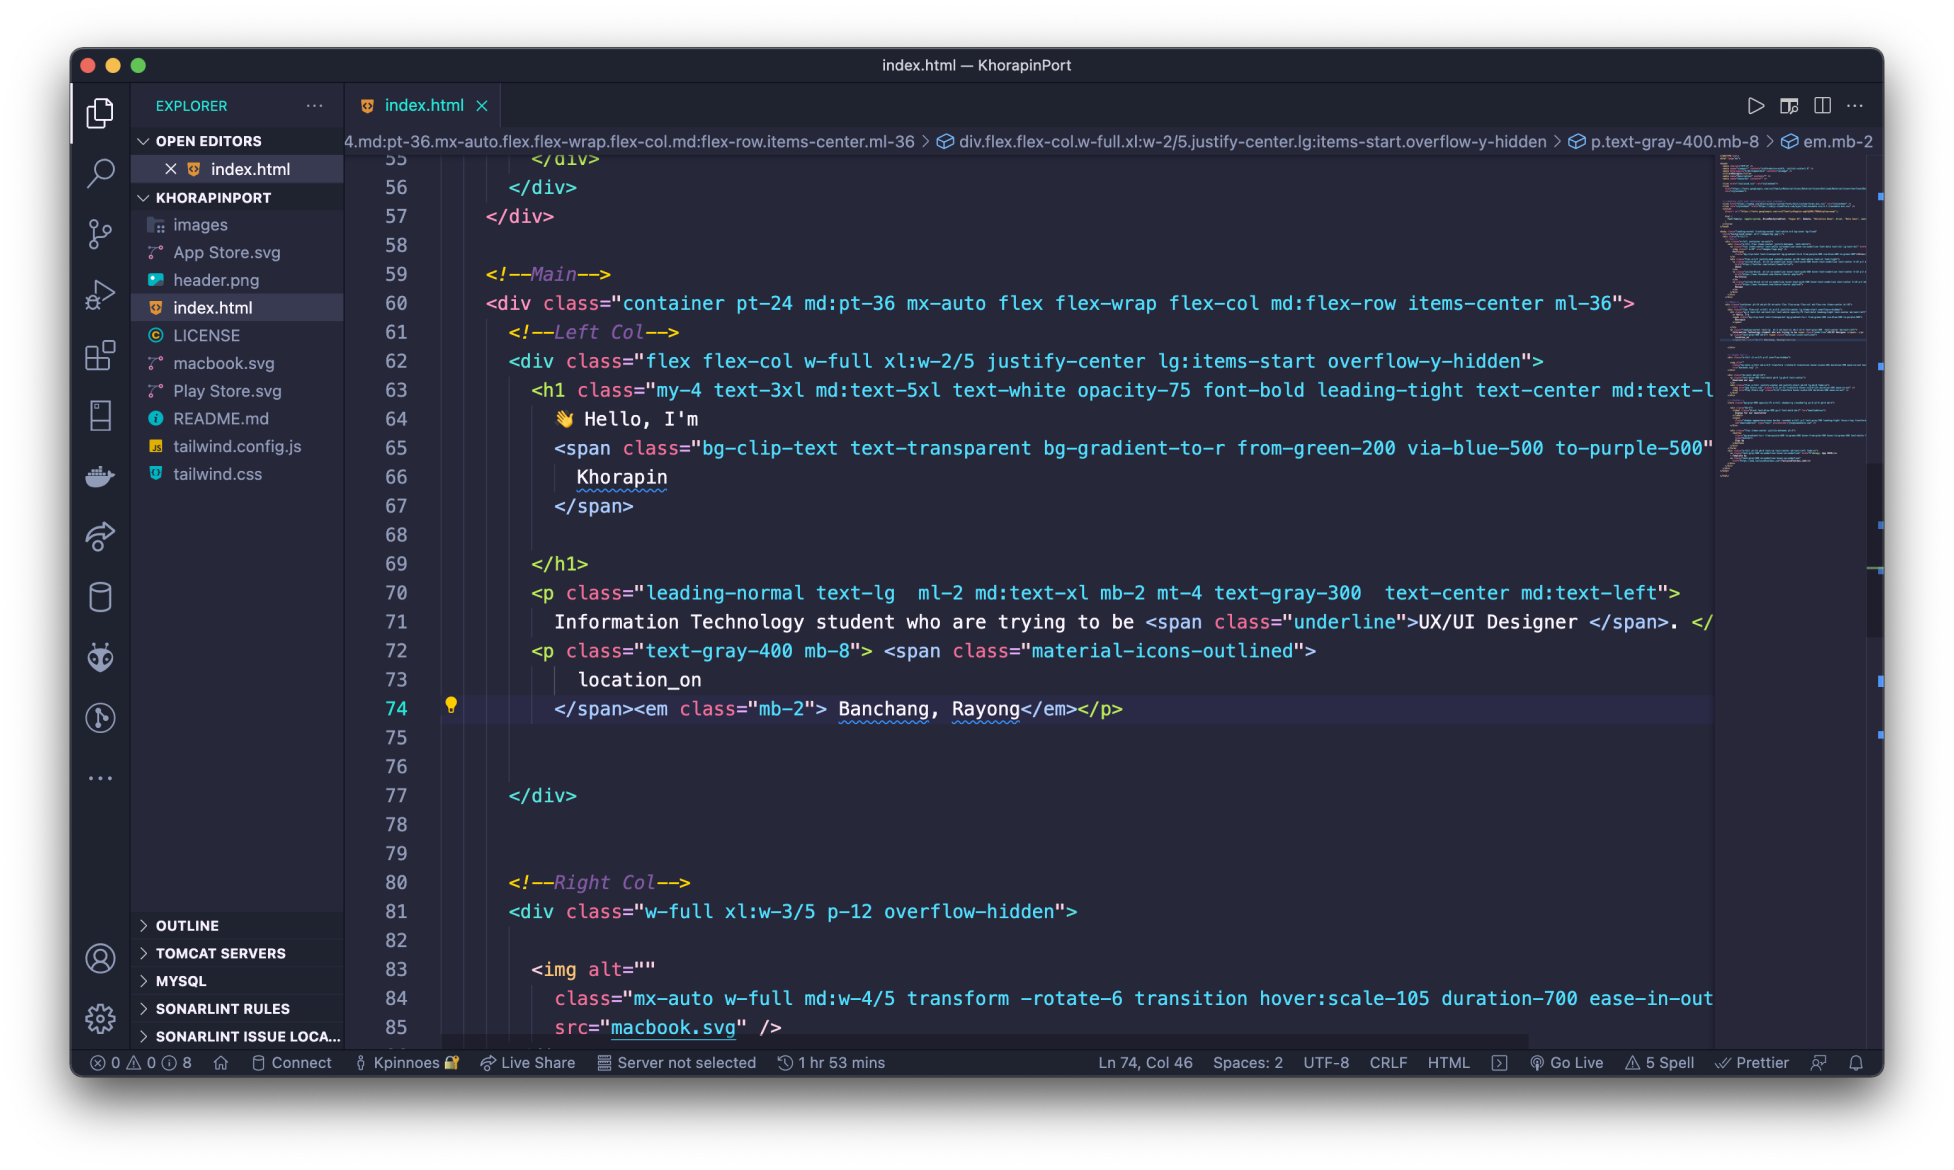 index.html — KhorapinPort
EXPLORER
index.html
OPEN EDITORS
4.md:pt-36.mx-auto.flex.flex-wrap.flex-col.md:flex-row.items-center.ml-36 > div.flex.flex-col.w-full.xl:w-2/5.justify-center.lg:items-start.overflow-y-hidden > p.text-gray-400.mb-8 > em.mb-2
index.html
KHORAPINPORT
images
App Store.svg
header.png
index.html
LICENSE
macbook.svg
Play Store.svg
README.md
tailwind.config.js
tailwind.css
OUTLINE
TOMCAT SERVERS
MYSQL
SONARLINT RULES
SONARLINT ISSUE LOCA...
55 </div>
56 </div>
57 </div>
58
59 <!--Main-->
60 <div class="container pt-24 md:pt-36 mx-auto flex flex-wrap flex-col md:flex-row items-center ml-36">
61 <!--Left Col-->
62 <div class="flex flex-col w-full xl:w-2/5 justify-center lg:items-start overflow-y-hidden">
63 <h1 class="my-4 text-3xl md:text-5xl text-white opacity-75 font-bold leading-tight text-center md:text-l
64 👋 Hello, I'm
65 <span class="bg-clip-text text-transparent bg-gradient-to-r from-green-200 via-blue-500 to-purple-500"
66 Khorapin
67 </span>
68
69 </h1>
70 <p class="leading-normal text-lg  ml-2 md:text-xl mb-2 mt-4 text-gray-300  text-center md:text-left">
71 Information Technology student who are trying to be <span class="underline">UX/UI Designer </span>. </
72 <p class="text-gray-400 mb-8"> <span class="material-icons-outlined">
73 location_on
74 </span><em class="mb-2"> Banchang, Rayong</em></p>
75
76
77 </div>
78
79
80 <!--Right Col-->
81 <div class="w-full xl:w-3/5 p-12 overflow-hidden">
82
83 <img alt=""
84 class="mx-auto w-full md:w-4/5 transform -rotate-6 transition hover:scale-105 duration-700 ease-in-out
85 src="macbook.svg" />
0 0 8 Connect Kpinnoes🔐 Live Share Server not selected 1 hr 53 mins Ln 74, Col 46 Spaces: 2 UTF-8 CRLF HTML Go Live 5 Spell Prettier